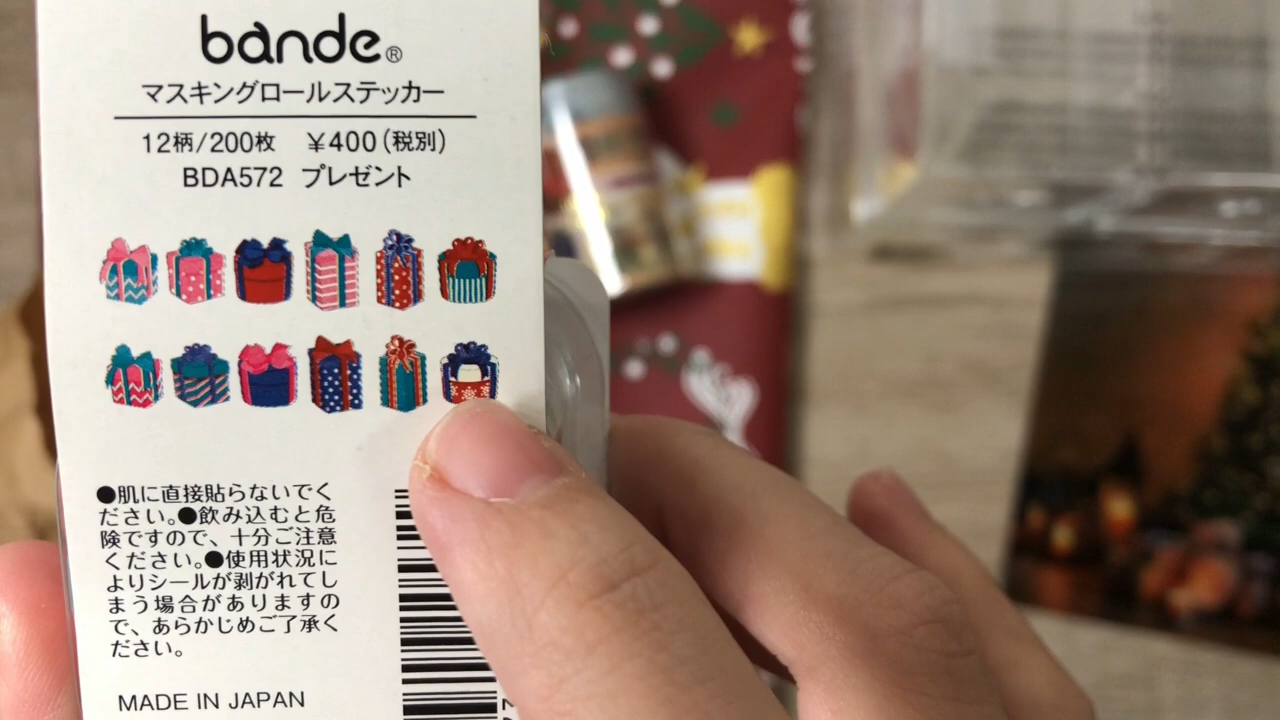 bande®
マスキングロールステッカー
12柄/200枚 ￥400(税別)
BDA572 プレゼント
●肌に直接貼らないでく
ださい。●飲み込むと危
険ですので、十分ご注意
ください。●使用状況に
よりシールが剥がれてし
まう場合がありますの
で、あらかじめご了承く
ださい。
MADE IN JAPAN